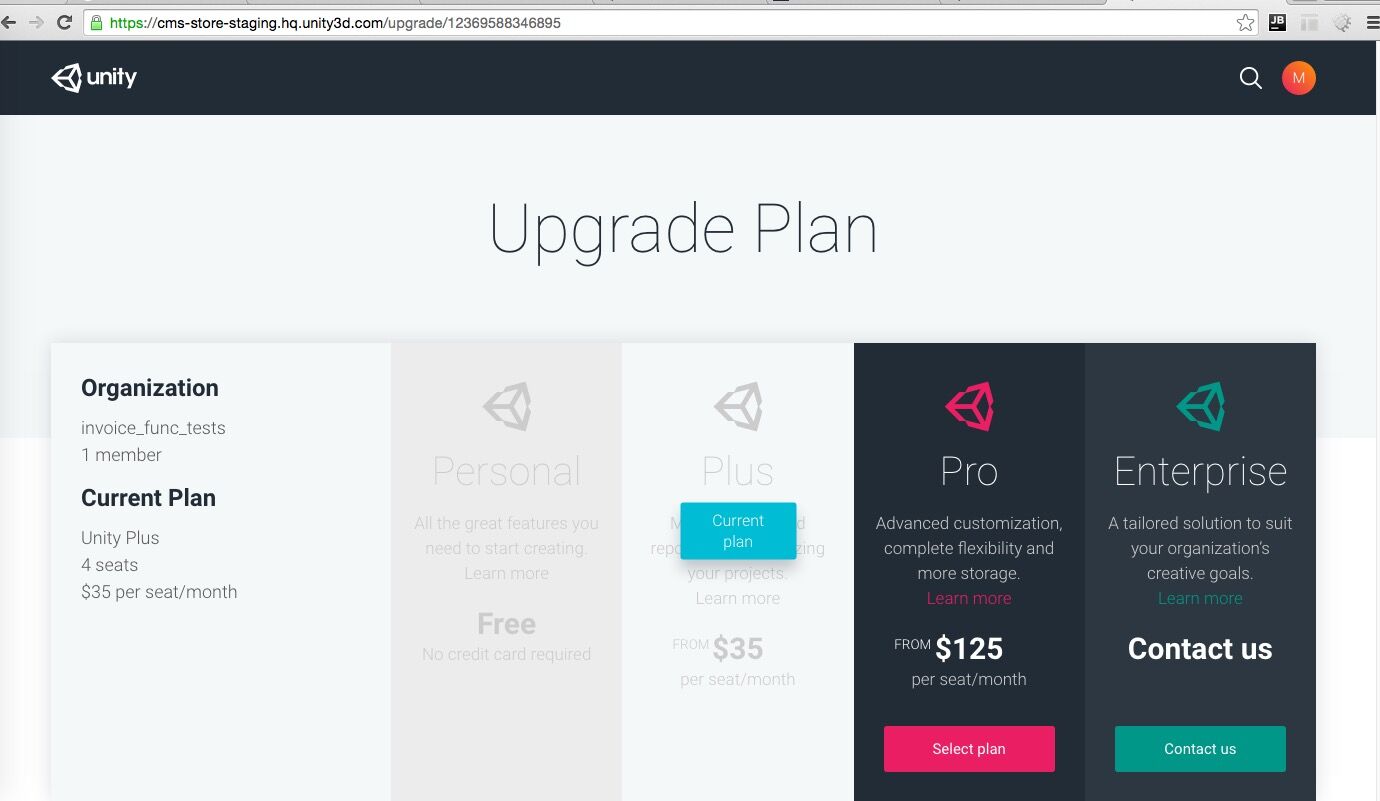 https://cms-store-staging.hq.unity3d.com/upgrade/12369588346895
JB
unity
M
Upgrade Plan
Organization
invoice_func_tests
1 member
Current Plan
Unity Plus
4 seats
$35 per seat/month
Personal
All the great features you
need to start creating.
Learn more
Free
No credit card required
Plus
Current
plan
your projects.
Learn more
FROM $35
per seat/month
Pro
Advanced customization,
complete flexibility and
more storage.
Learn more
FROM $125
per seat/month
Select plan
Enterprise
A tailored solution to suit
your organization's
creative goals.
Learn more
Contact us
Contact us